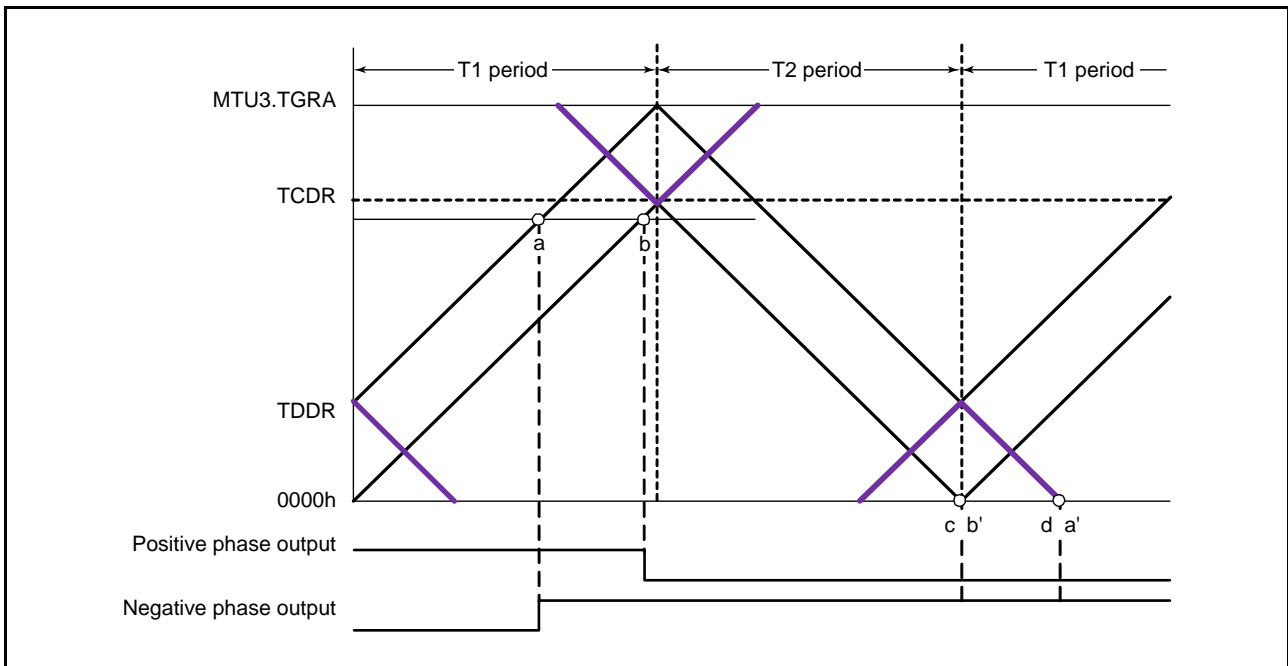 T1 period
T2 period
T1 period
MTU3.TGRA
TCDR
a
b
TDDR
0000h
c b'
d a'
Positive phase output
Negative phase output